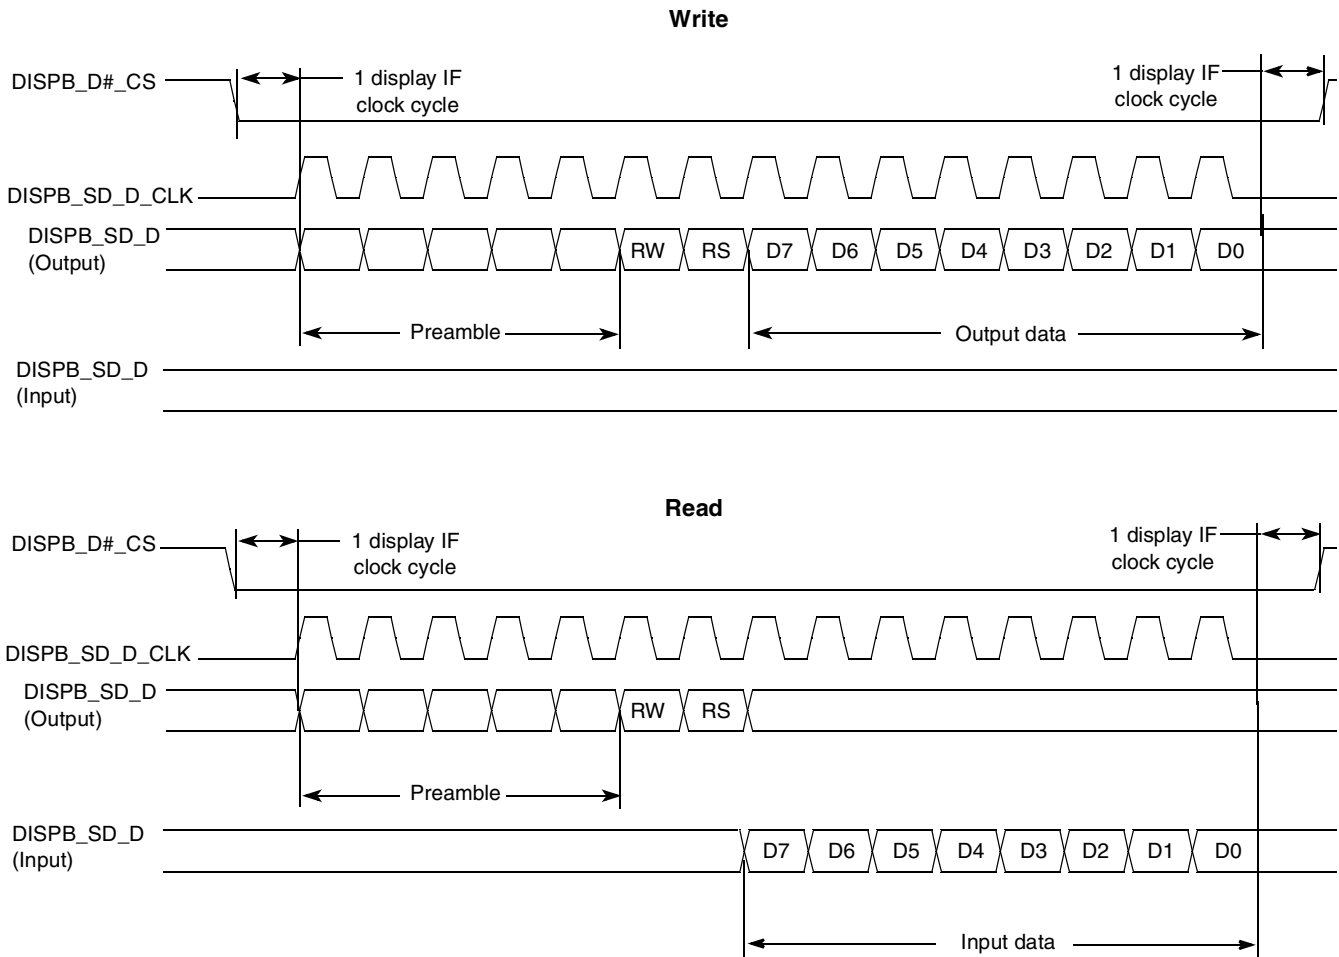 Write
DISPB_D#_CS
1 display IF
clock cycle
1 display IF
clock cycle
DISPB_SD_D_CLK
DISPB_SD_D
(Output)
RW RS D7 D6 D5 D4 D3 D2 D1 D0
Preamble
Output data
DISPB_SD_D
(Input)
Read
DISPB_D#_CS
1 display IF
clock cycle
1 display IF
clock cycle
DISPB_SD_D_CLK
DISPB_SD_D
(Output)
RW RS
Preamble
DISPB_SD_D
(Input)
D7 D6 D5 D4 D3 D2 D1 D0
Input data